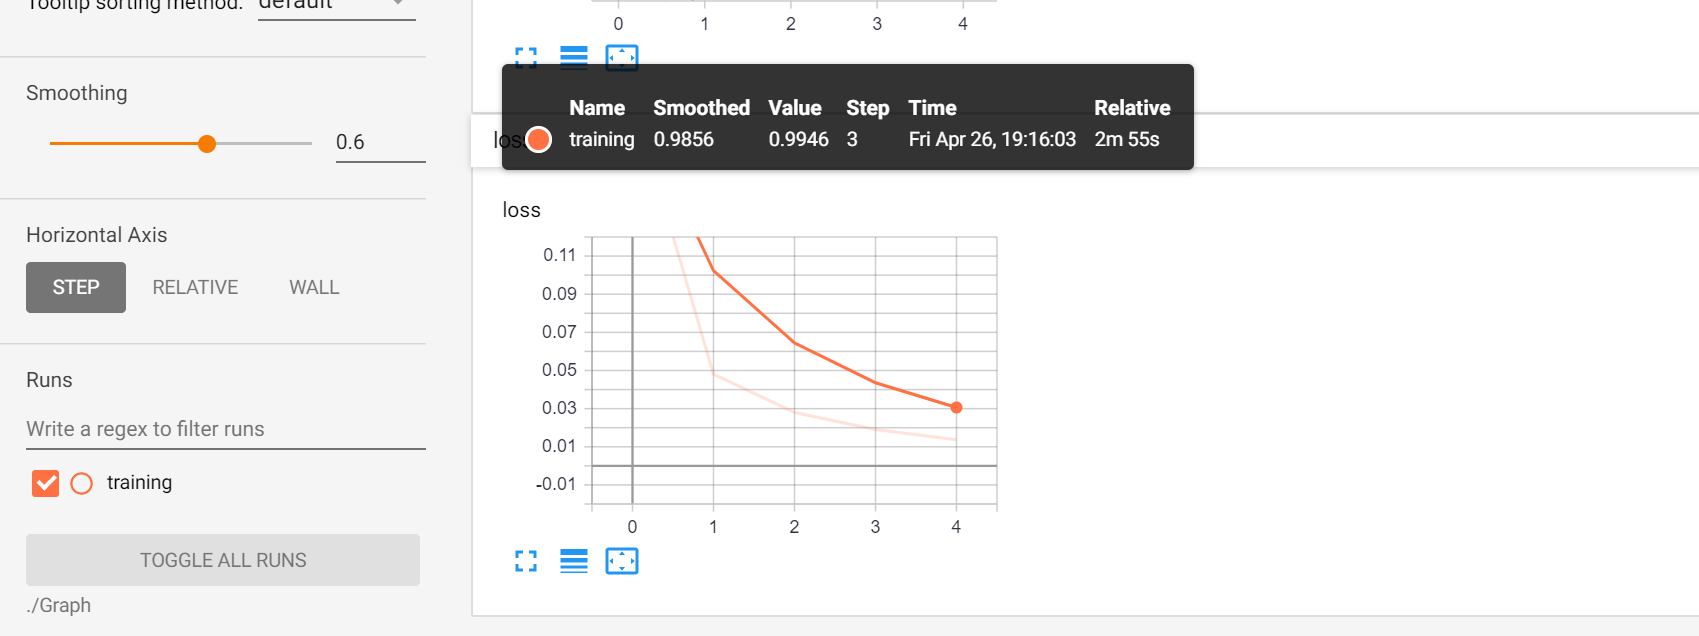 Tooltip sorting method: default
Smoothing
0.6
Horizontal Axis
STEP RELATIVE WALL
Runs
Write a regex to filter runs
training
TOGGLE ALL RUNS
./Graph
0 1 2 3 4
Name Smoothed Value Step Time Relative
training 0.9856 0.9946 3 Fri Apr 26, 19:16:03 2m 55s
loss
loss
0.11
0.09
0.07
0.05
0.03
0.01
-0.01
0 1 2 3 4